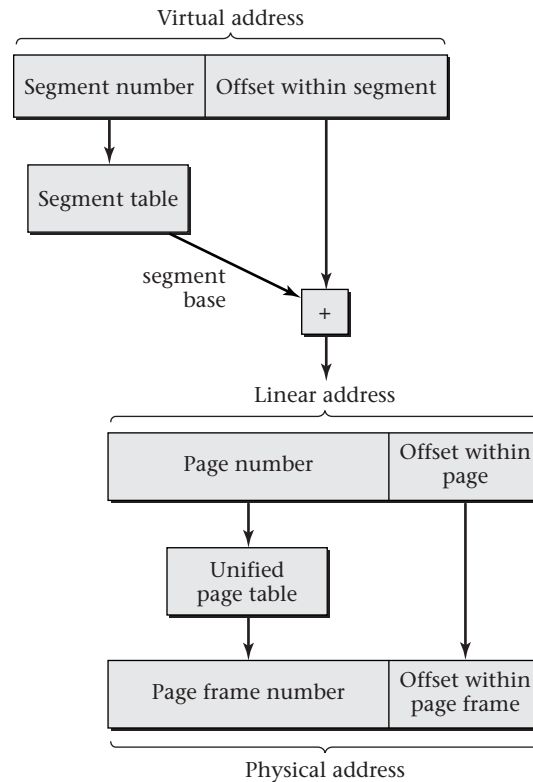 Virtual address
Segment number
Offset within segment
Segment table
segment
base
+
Linear address
Page number
Offset within
page
Unified
page table
Page frame number
Offset within
page frame
Physical address